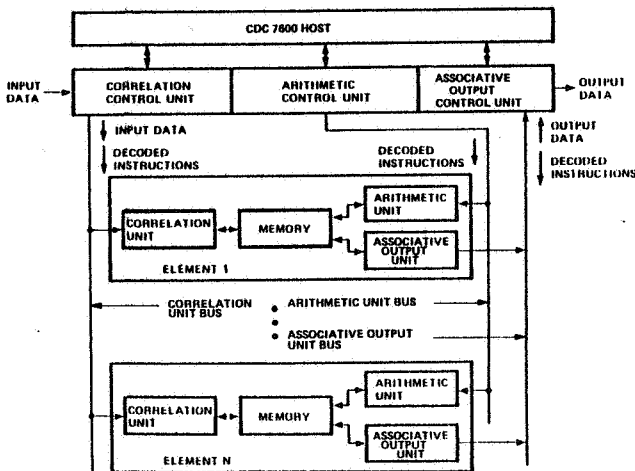 CDC 7600 HOST
INPUT
DATA
CORRELATION
CONTROL UNIT
ARITHMETIC
CONTROL UNIT
ASSOCIATIVE
OUTPUT
CONTROL UNIT
OUTPUT
DATA
INPUT DATA
DECODED
INSTRUCTIONS
DECODED
INSTRUCTIONS
OUTPUT
DATA
DECODED
INSTRUCTIONS
CORRELATION
UNIT
MEMORY
ARITHMETIC
UNIT
ASSOCIATIVE
OUTPUT UNIT
ELEMENT 1
CORRELATION
UNIT BUS
ARITHMETIC UNIT BUS
ASSOCIATIVE OUTPUT
UNIT BUS
CORRELATION
UNIT
MEMORY
ARITHMETIC
UNIT
ASSOCIATIVE
OUTPUT UNIT
ELEMENT N